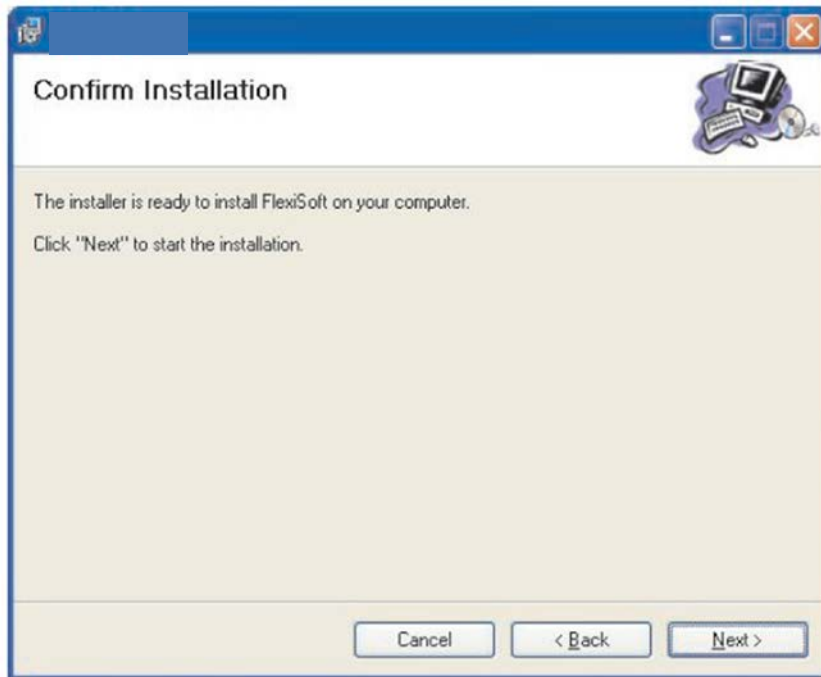 Confirm Installation
The installer is ready to install FlexiSoft on your computer.
Click "Next" to start the installation.
Cancel
< Back
Next >